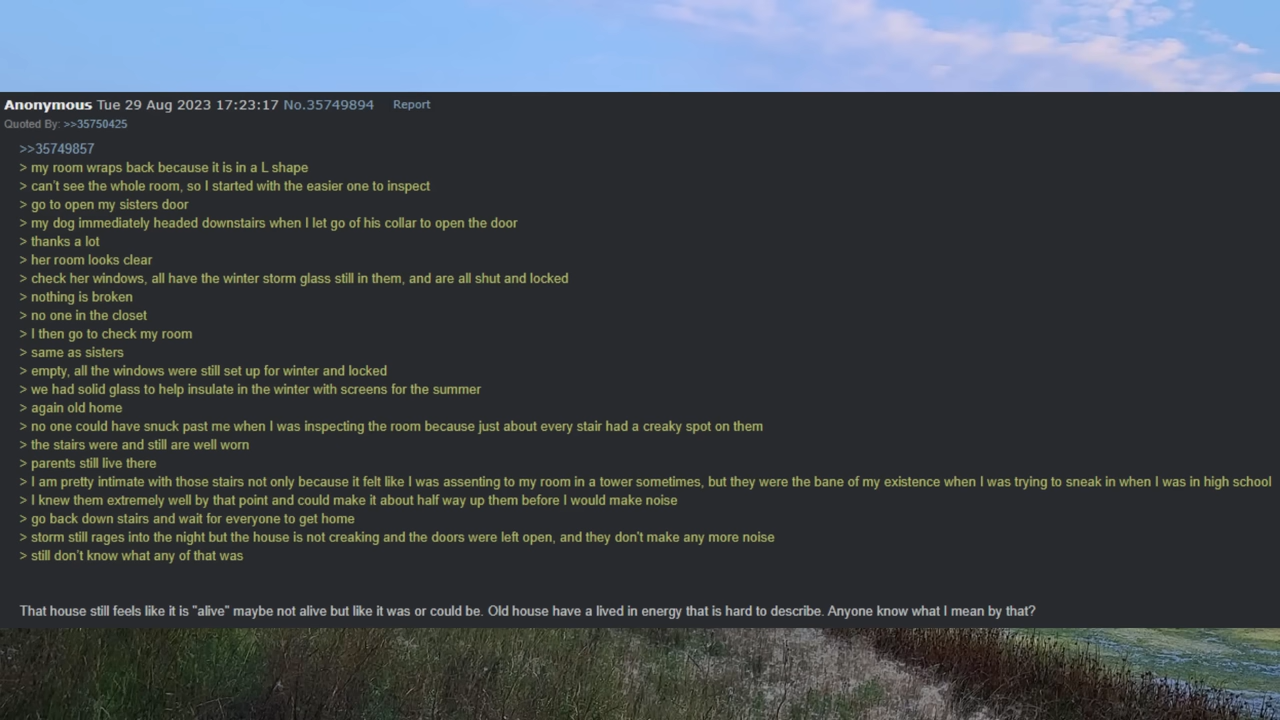 Anonymous Tue 29 Aug 2023 17:23:17 No.35749894 Report
Quoted By: >>35750425
>>35749857
> my room wraps back because it is in a L shape
> can't see the whole room, so I started with the easier one to inspect
> go to open my sisters door
> my dog immediately headed downstairs when I let go of his collar to open the door
> thanks a lot
> her room looks clear
> check her windows, all have the winter storm glass still in them, and are all shut and locked
> nothing is broken
> no one in the closet
> I then go to check my room
> same as sisters
> empty, all the windows were still set up for winter and locked
> we had solid glass to help insulate in the winter with screens for the summer
> again old home
> no one could have snuck past me when I was inspecting the room because just about every stair had a creaky spot on them
> the stairs were and still are well worn
> parents still live there
> I am pretty intimate with those stairs not only because it felt like I was assenting to my room in a tower sometimes, but they were the bane of my existence when I was trying to sneak in when I was in high school
> I knew them extremely well by that point and could make it about half way up them before I would make noise
> go back down stairs and wait for everyone to get home
> storm still rages into the night but the house is not creaking and the doors were left open, and they don't make any more noise
> still don't know what any of that was
That house still feels like it is "alive" maybe not alive but like it was or could be. Old house have a lived in energy that is hard to describe. Anyone know what I mean by that?